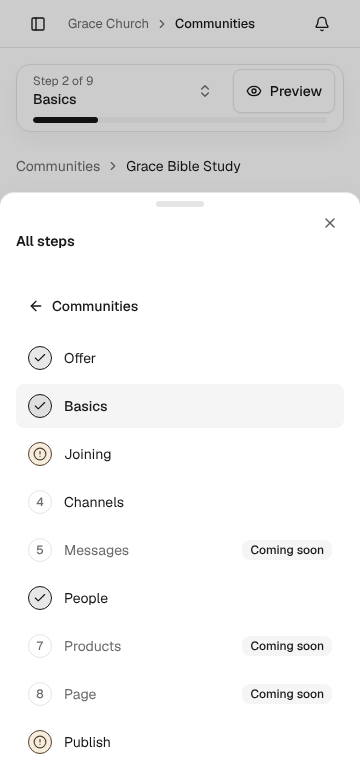 Grace Church > Communities
Step 2 of 9
Basics
Preview
Communities > Grace Bible Study
All steps
Communities
Offer
Basics
Joining
4 Channels
5 Messages Coming soon
People
7 Products Coming soon
8 Page Coming soon
Publish